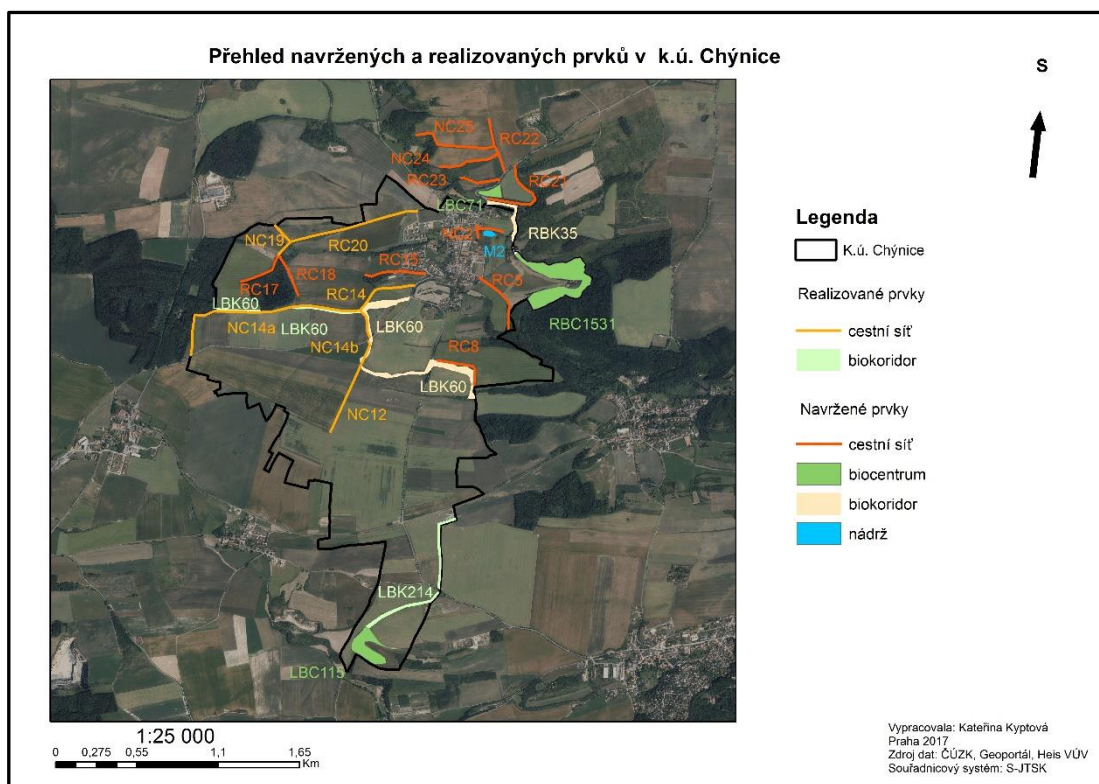 Přehled navržených a realizovaných prvků v k.ú. Chýnice
S
NC25
RC22
NC24
RC23
RC21
LBC71
NC21
RBK35
M2
NC19
RC20
RC15
RC18
RC17
RC14
LBK60
RBC1531
NC14a
LBK60
LBK60
NC14b
RC8
LBK60
NC12
LBK214
LBC115
Legenda
K.ú. Chýnice
Realizované prvky
cestní síť
biokoridor
Navržené prvky
cestní síť
biocentrum
biokoridor
nádrž
1:25 000
0 0,275 0,55 1,1 1,65
Km
Vypracovala: Kateřina Kyptová
Praha 2017
Zdroj dat: ČÚZK, Geoportál, Heis VÚV
Souřadnicový systém: S-JTSK